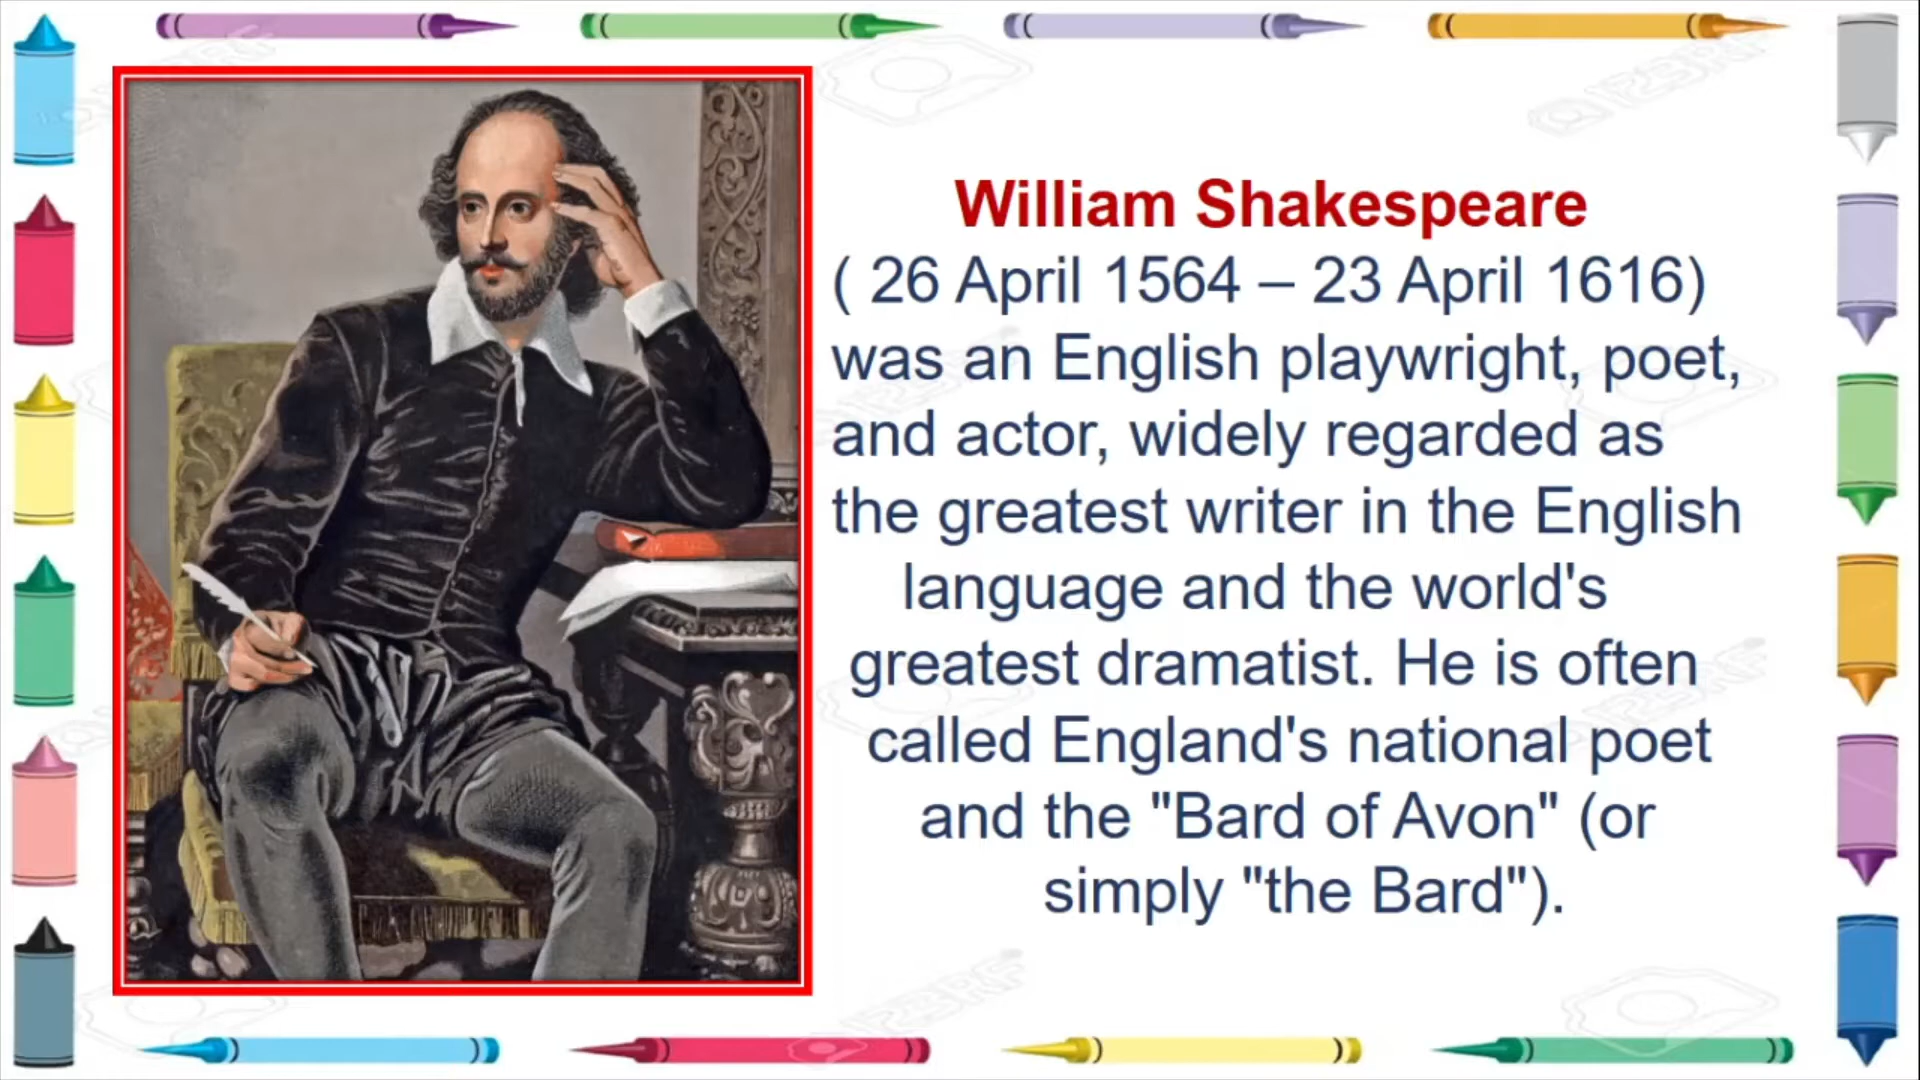 William Shakespeare
( 26 April 1564 – 23 April 1616)
was an English playwright, poet,
and actor, widely regarded as
the greatest writer in the English
language and the world's
greatest dramatist. He is often
called England's national poet
and the "Bard of Avon" (or
simply "the Bard").